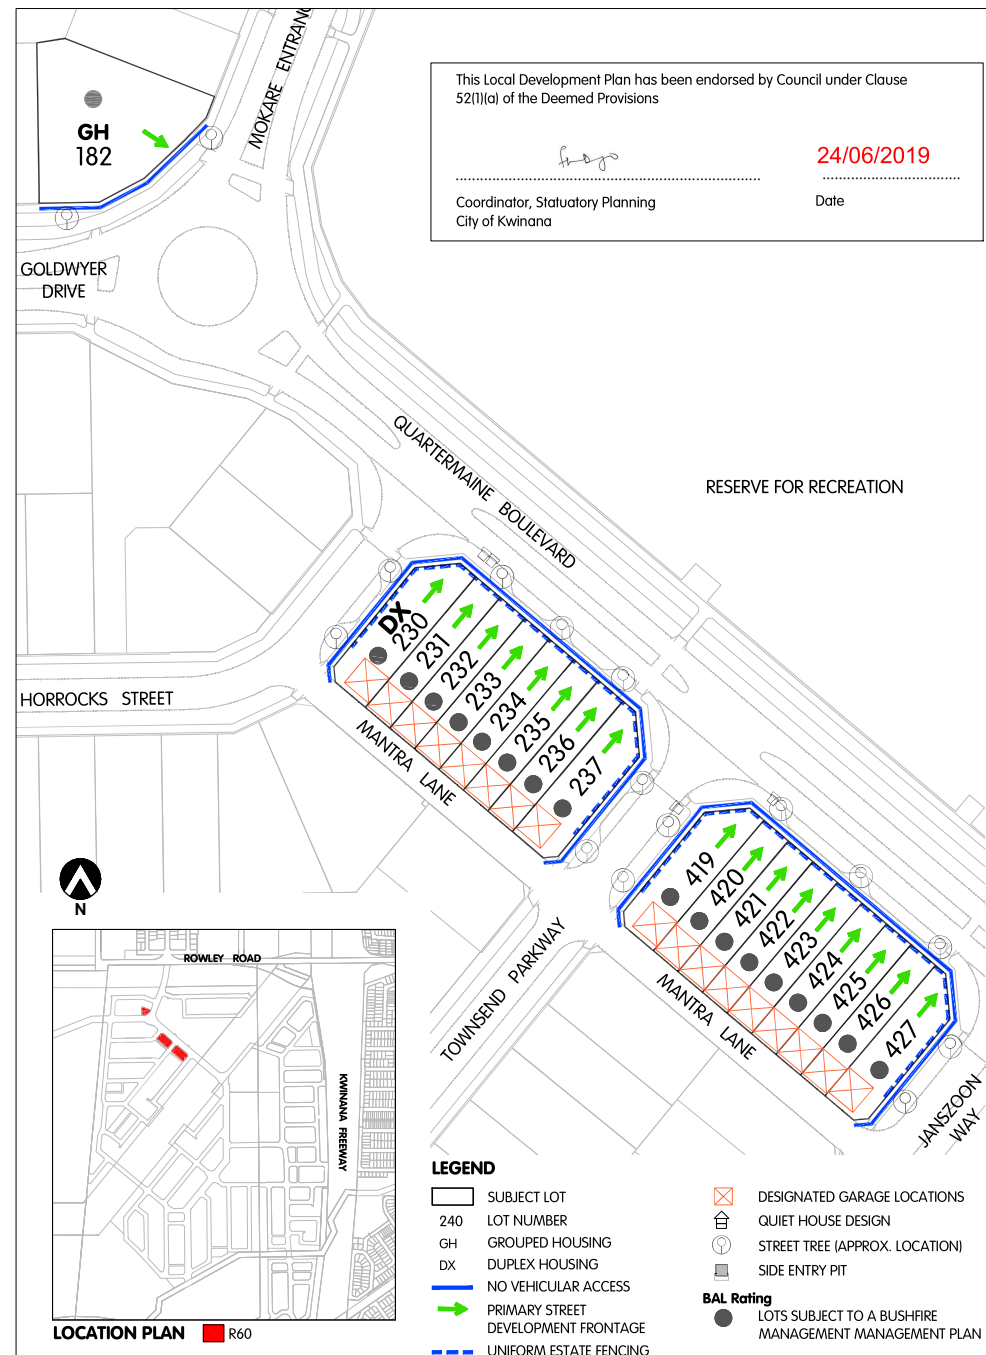 MOKARE ENTRANC
This Local Development Plan has been endorsed by Council under Clause
52(1)(a) of the Deemed Provisions
24/06/2019
Coordinator, Statuatory Planning
City of Kwinana
Date
GH
182
GOLDWYER
DRIVE
QUARTERMAINE BOULEVARD
RESERVE FOR RECREATION
DX
230
231
232
233
234
235
236
237
HORROCKS STREET
MANTRA LANE
419
420
421
422
423
424
425
426
427
MANTRA LANE
TOWNSEND PARKWAY
JANSZOON
WAY
N
ROWLEY ROAD
KWINANA FREEWAY
LOCATION PLAN
R60
LEGEND
SUBJECT LOT
240 LOT NUMBER
GH GROUPED HOUSING
DX DUPLEX HOUSING
NO VEHICULAR ACCESS
PRIMARY STREET
DEVELOPMENT FRONTAGE
UNIFORM ESTATE FENCING
DESIGNATED GARAGE LOCATIONS
QUIET HOUSE DESIGN
STREET TREE (APPROX. LOCATION)
SIDE ENTRY PIT
BAL Rating
LOTS SUBJECT TO A BUSHFIRE
MANAGEMENT MANAGEMENT PLAN